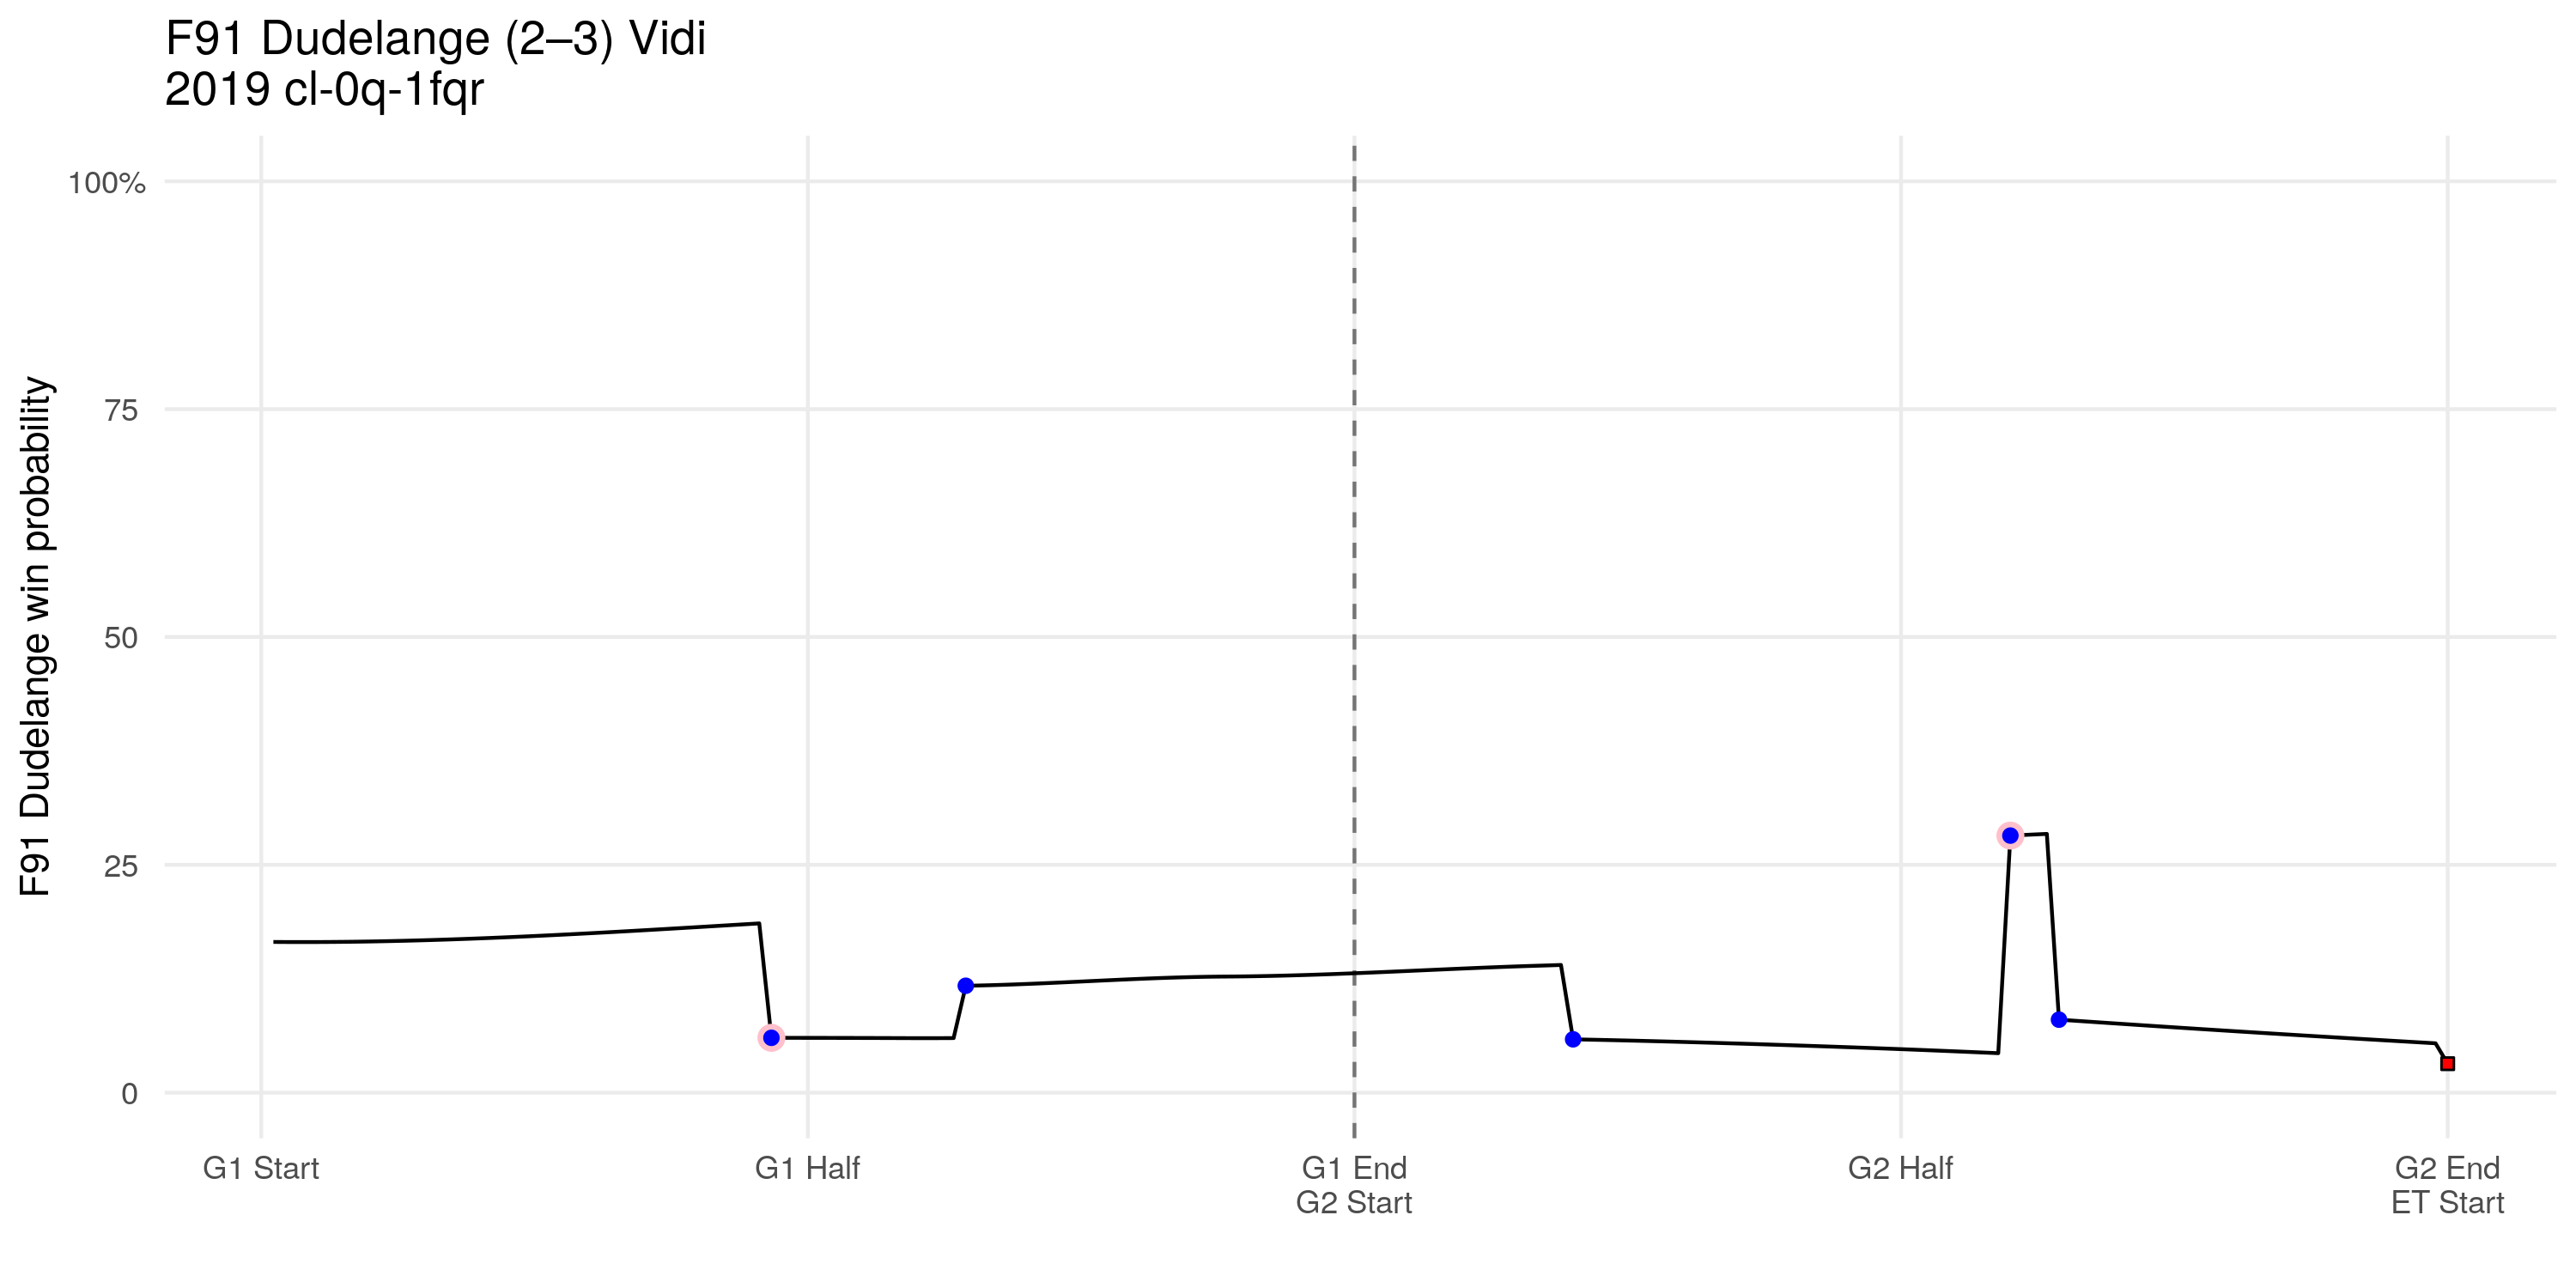 F91 Dudelange (2–3) Vidi
2019 cl-0q-1fqr
F91 Dudelange win probability
100%
75
50
25
0
G1 Start
G1 Half
G1 End
G2 Start
G2 Half
G2 End
ET Start